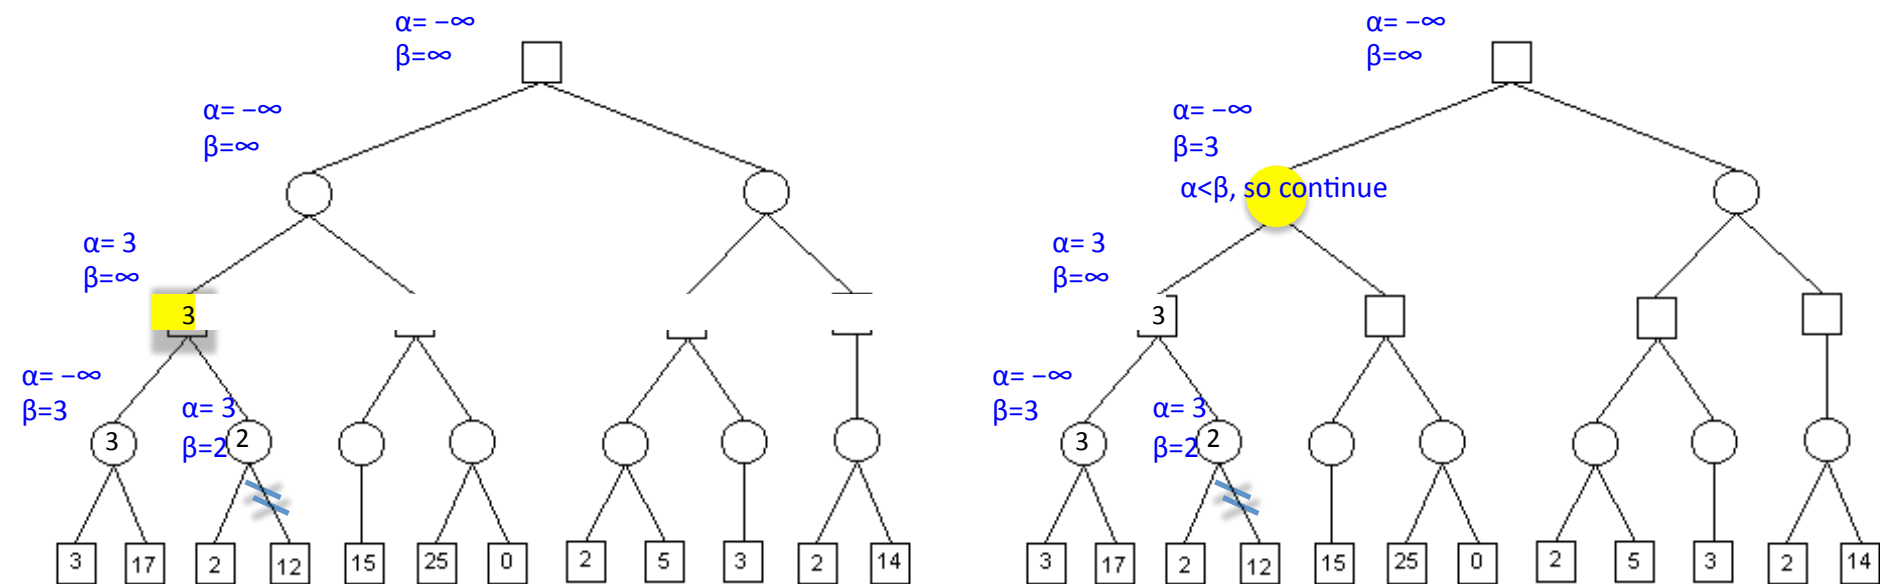 α= −∞
β=∞
α= −∞
β=∞
α= 3
β=∞
3
α= −∞
β=3
α= 3
β=2
3
2
3 17 2 12 15 25 0 2 5 3 2 14
α= −∞
β=∞
α= −∞
β=3
α<β, so continue
α= 3
β=∞
3
α= −∞
β=3
α= 3
β=2
3
2
3 17 2 12 15 25 0 2 5 3 2 14